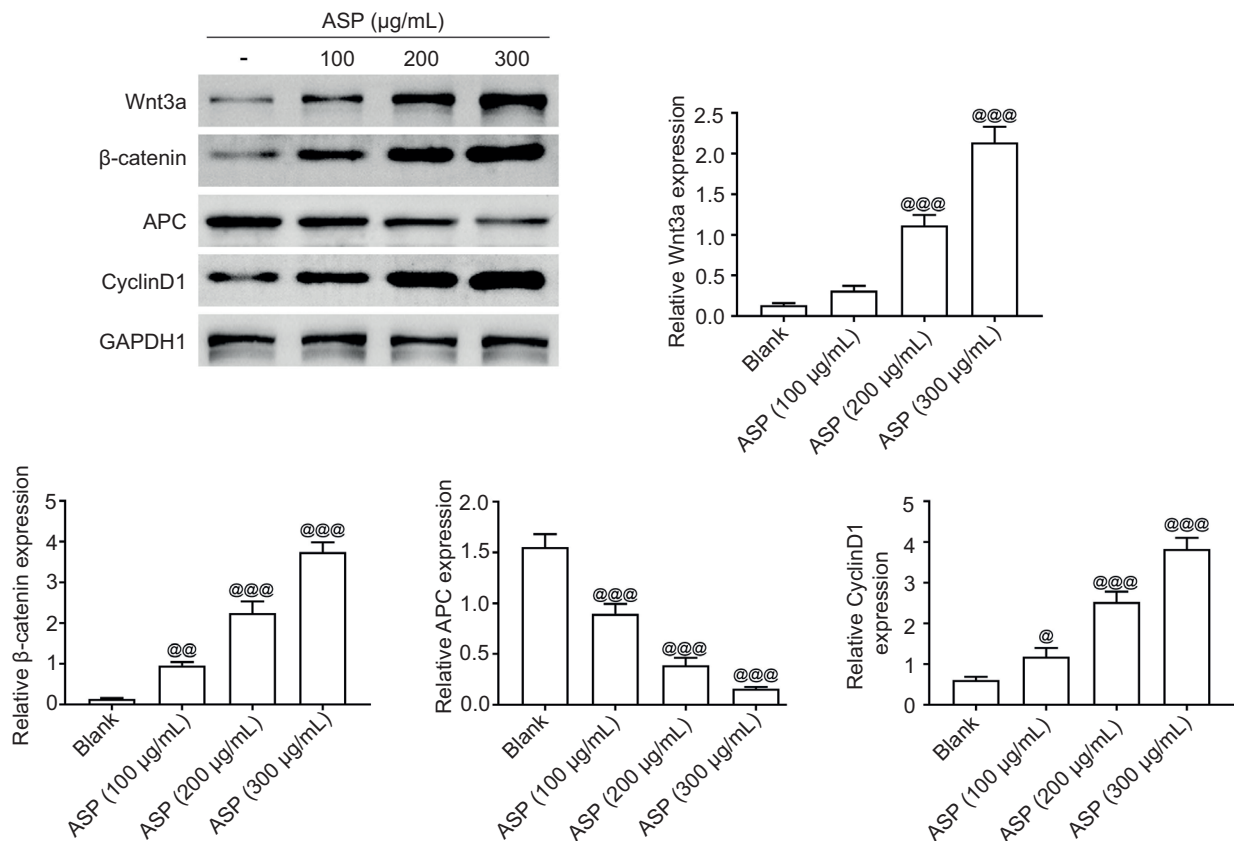 ASP (μg/mL)
- 100 200 300
Wnt3a
β-catenin
APC
CyclinD1
GAPDH1
Relative Wnt3a expression
2.5
2.0
1.5
1.0
0.5
0.0
@@@
@@@
Blank
ASP (100 μg/mL)
ASP (200 μg/mL)
ASP (300 μg/mL)
Relative β-catenin expression
5
4
3
2
1
0
@@
@@@
@@@
Blank
ASP (100 μg/mL)
ASP (200 μg/mL)
ASP (300 μg/mL)
Relative APC expression
2.0
1.5
1.0
0.5
0.0
@@@
@@@
@@@
Blank
ASP (100 μg/mL)
ASP (200 μg/mL)
ASP (300 μg/mL)
Relative CyclinD1
expression
5
4
3
2
1
0
@
@@@
@@@
Blank
ASP (100 μg/mL)
ASP (200 μg/mL)
ASP (300 μg/mL)